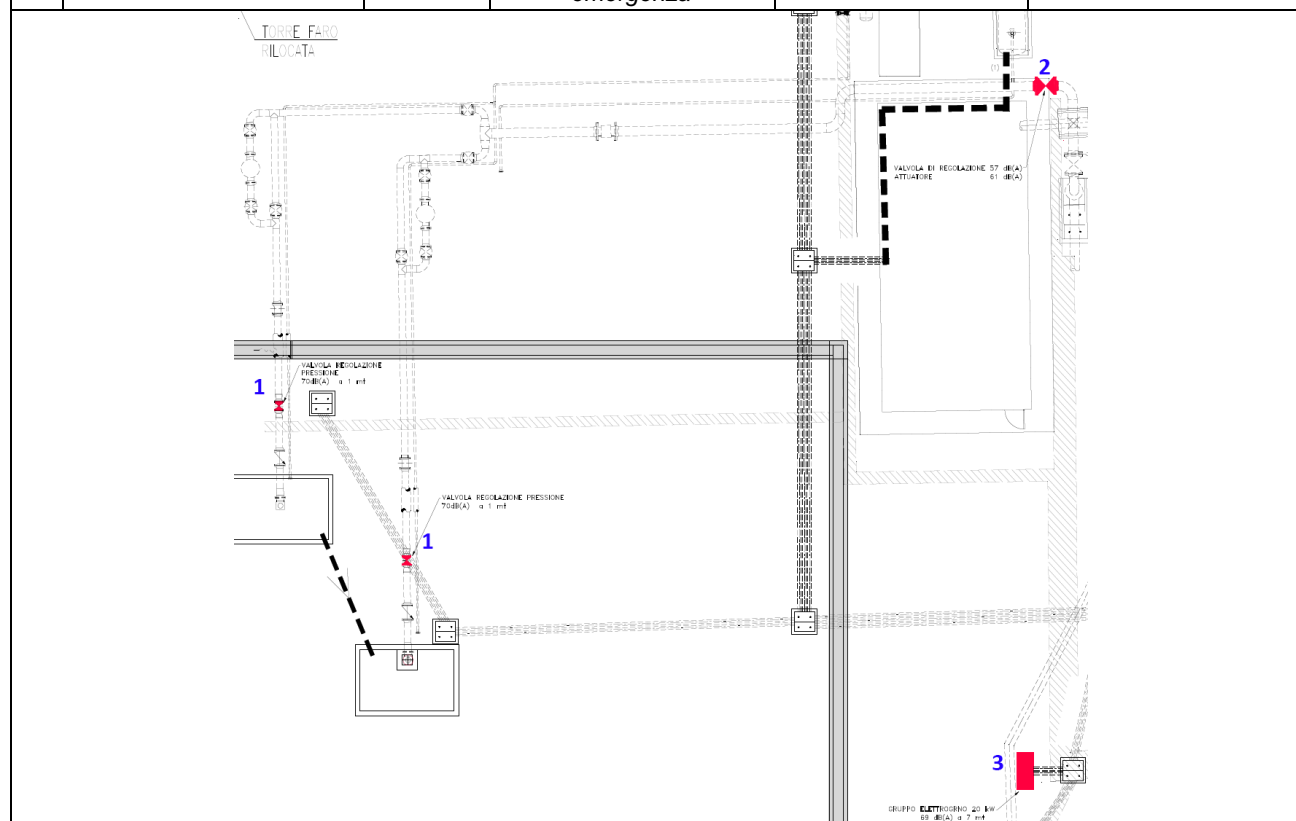 emergenza
TORRE FARO
RILOCATA
2
VALVOLA DI REGOLAZIONE 57 dB(A)
ATTUATORE 61 dB(A)
VALVOLA REGOLAZIONE
PRESSIONE
70dB(A) a 1 mt
1
VALVOLA REGOLAZIONE PRESSIONE
70dB(A) a 1 mt
1
3
GRUPPO ELETTROGRNO 20 kW
69 dB(A) a 7 mt